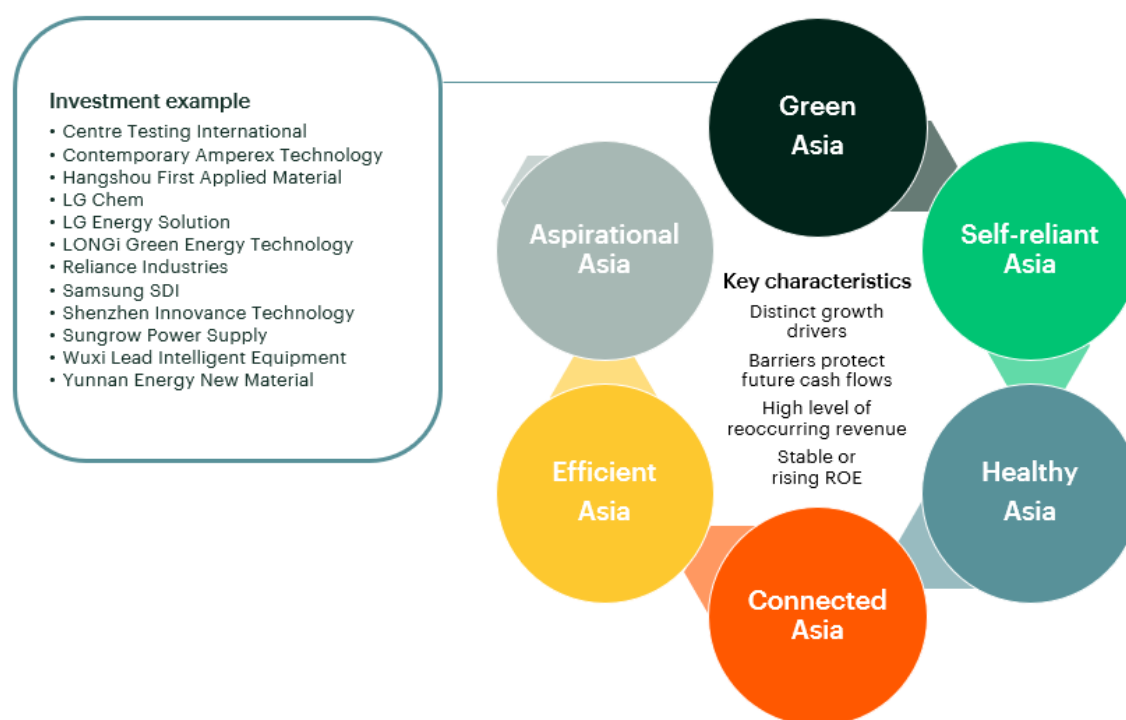 Investment example
• Centre Testing International
• Contemporary Amperex Technology
• Hangshou First Applied Material
• LG Chem
• LG Energy Solution
• LONGi Green Energy Technology
• Reliance Industries
• Samsung SDI
• Shenzhen Innovance Technology
• Sungrow Power Supply
• Wuxi Lead Intelligent Equipment
• Yunnan Energy New Material
Green
Asia
Self-reliant
Asia
Healthy
Asia
Connected
Asia
Efficient
Asia
Aspirational
Asia
Key characteristics
Distinct growth
drivers
Barriers protect
future cash flows
High level of
reoccurring revenue
Stable or
rising ROE